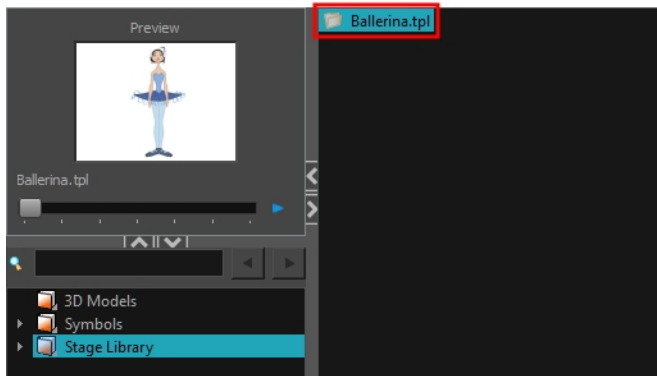 Preview
Ballerina.tpl
Ballerina.tpl
3D Models
Symbols
Stage Library